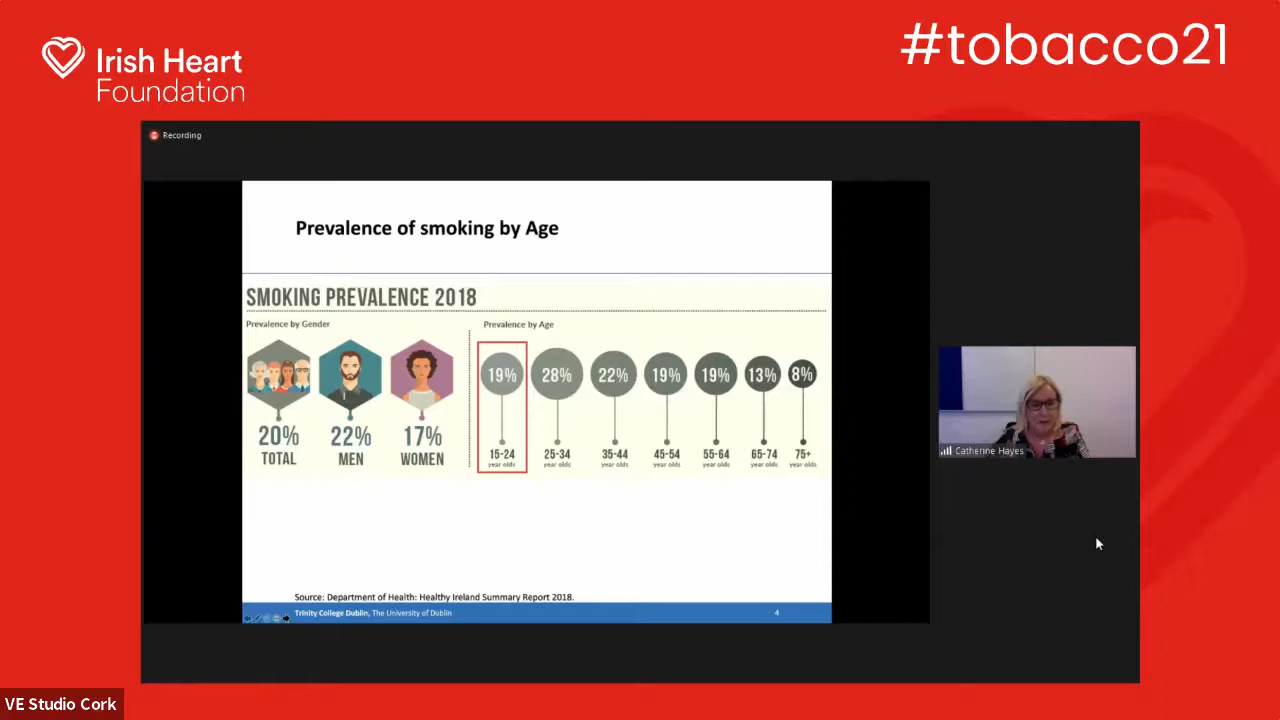 Irish Heart
Foundation
#tobacco21
Recording
Prevalence of smoking by Age
SMOKING PREVALENCE 2018
Prevalence by Gender
Prevalence by Age
20%
TOTAL
22%
MEN
17%
WOMEN
19%
28%
22%
19%
19%
13%
8%
15-24
year olds
25-34
year olds
35-44
year olds
45-54
year olds
55-64
year olds
65-74
year olds
75+
year olds
Catherine Hayes
Source: Department of Health: Healthy Ireland Summary Report 2018.
Trinity College Dublin, The University of Dublin
4
VE Studio Cork